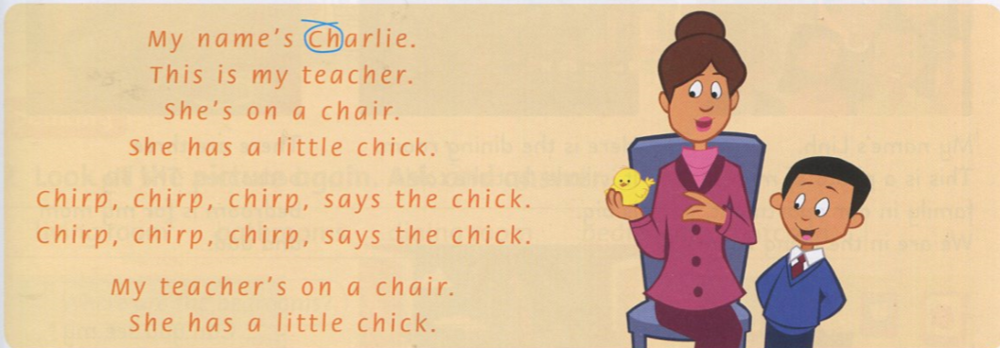 My name's Charlie.
This is my teacher.
She's on a chair.
She has a little chick.
Chirp, chirp, chirp, says the chick.
Chirp, chirp, chirp, says the chick.
My teacher's on a chair.
She has a little chick.